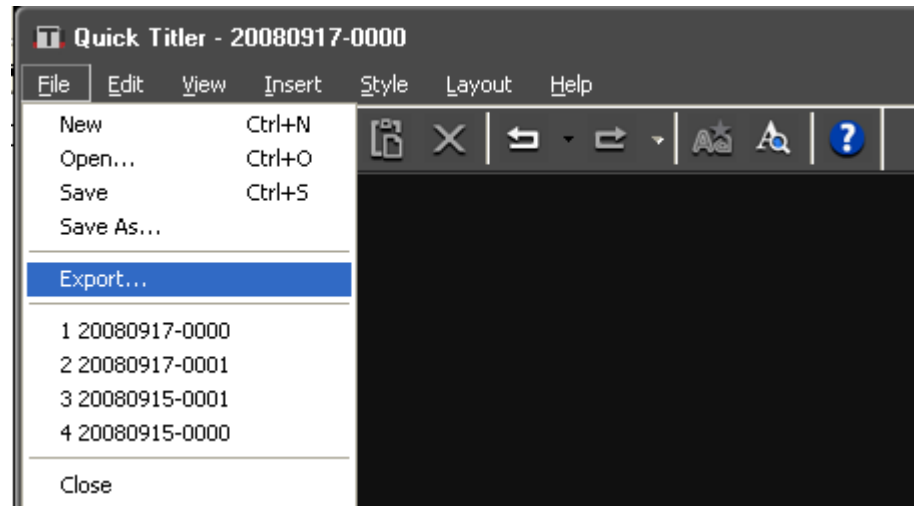 Quick Titler - 20080917-0000
File Edit View Insert Style Layout Help
New Ctrl+N
Open... Ctrl+O
Save Ctrl+S
Save As...
Export...
1 20080917-0000
2 20080917-0001
3 20080915-0001
4 20080915-0000
Close